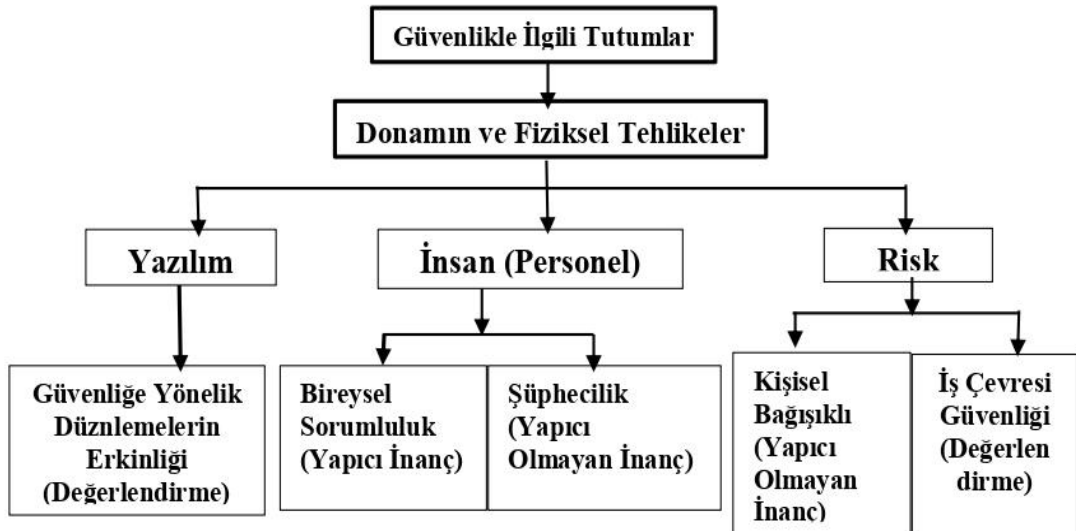 Güvenlikle İlgili Tutumlar
Donamın ve Fiziksel Tehlikeler
Yazılım
İnsan (Personel)
Risk
Güvenliğe Yönelik
Düznlemelerin
Erkinliği
(Değerlendirme)
Bireysel
Sorumluluk
(Yapıcı İnanç)
Şüphecilik
(Yapıcı
Olmayan İnanç)
Kişisel
Bağışıklı
(Yapıcı
Olmayan
İnanç)
İş Çevresi
Güvenliği
(Değerlen
dirme)